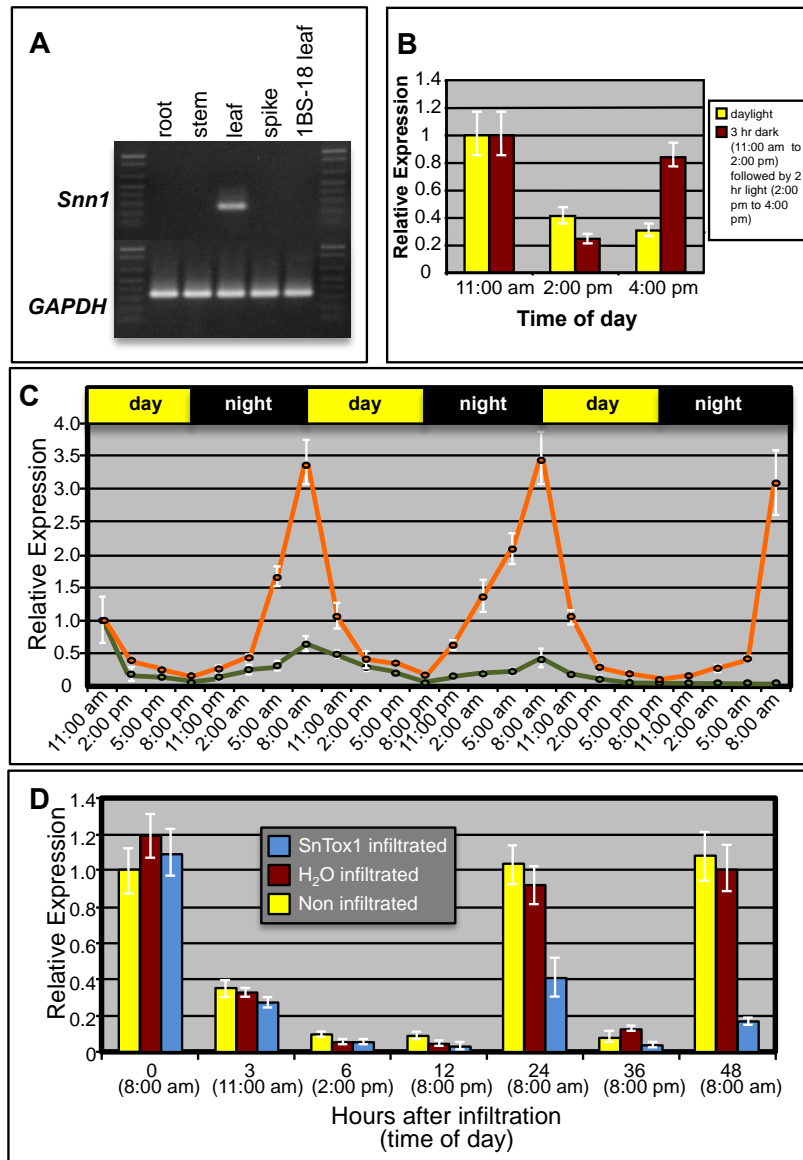 A
root
stem
leaf
spike
1BS-18 leaf
Snn1
GAPDH
B
Relative Expression
1.4
1.2
1
0.8
0.6
0.4
0.2
0
11:00 am 2:00 pm 4:00 pm
Time of day
daylight
3 hr dark
(11:00 am to
2:00 pm)
followed by 2
hr light (2:00
pm to 4:00
pm)
C
day night day night day night
Relative Expression
4.0
3.5
3.0
2.5
2.0
1.5
1.0
0.5
0
11:00 am
2:00 pm
5:00 pm
8:00 pm
11:00 pm
2:00 am
5:00 am
8:00 am
11:00 am
2:00 pm
5:00 pm
8:00 pm
11:00 pm
2:00 am
5:00 am
8:00 am
11:00 am
2:00 pm
5:00 pm
8:00 pm
11:00 pm
2:00 am
5:00 am
8:00 am
D
Relative Expression
1.4
1.2
1.0
0.8
0.6
0.4
0.2
0
SnTox1 infiltrated
H₂O infiltrated
Non infiltrated
0 3 6 12 24 36 48
(8:00 am) (11:00 am) (2:00 pm) (8:00 pm) (8:00 am) (8:00 pm) (8:00 am)
Hours after infiltration
(time of day)